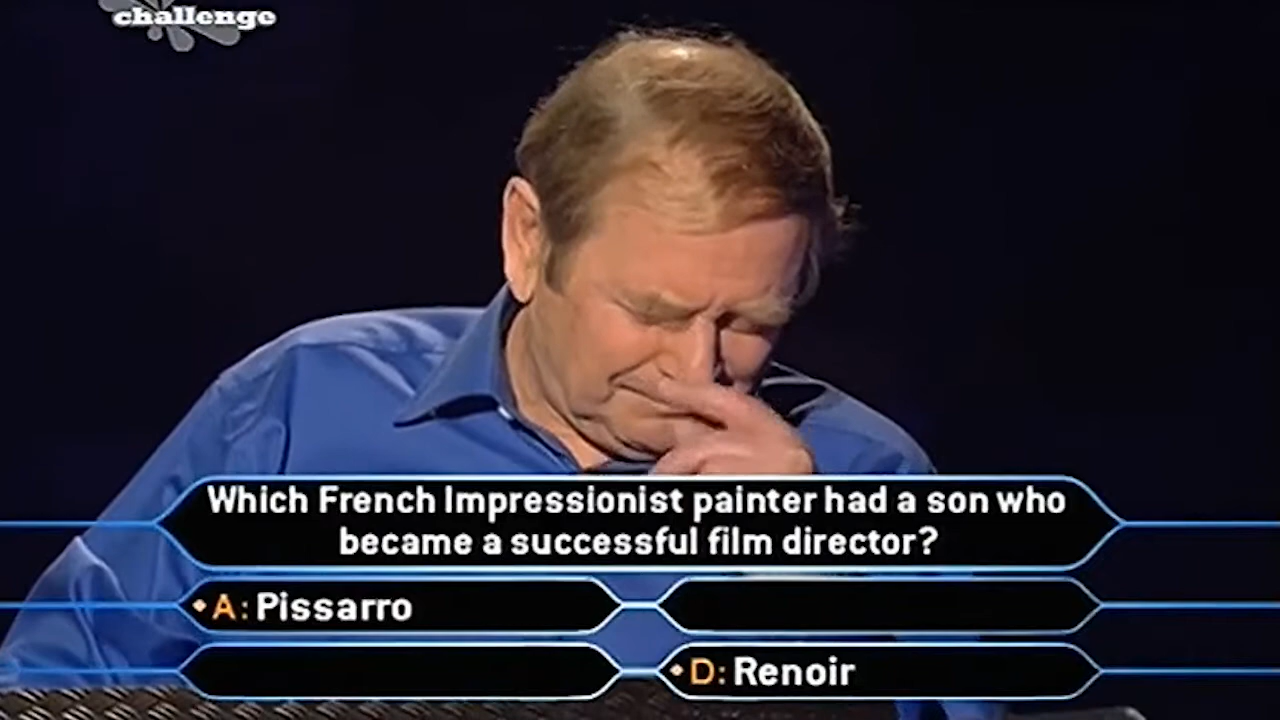 challenge
Which French Impressionist painter had a son who
became a successful film director?
A: Pissarro
D: Renoir